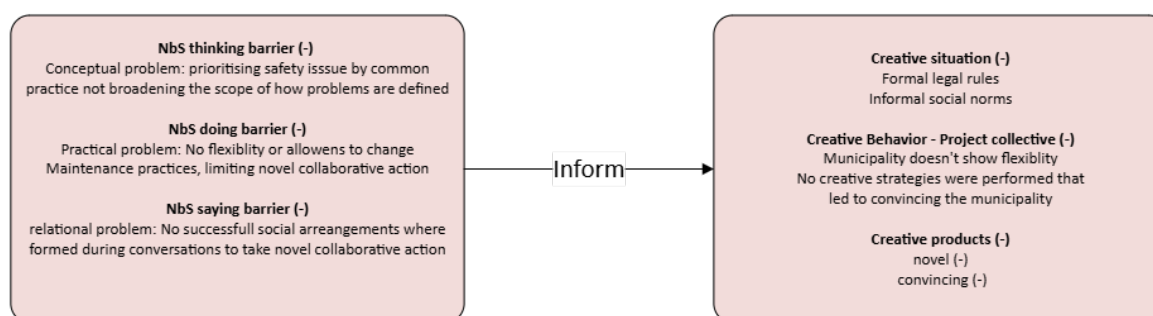 NbS thinking barrier (-)
Conceptual problem: prioritising safety isssue by common
practice not broadening the scope of how problems are defined
NbS doing barrier (-)
Practical problem: No flexiblity or allowens to change
Maintenance practices, limiting novel collaborative action
NbS saying barrier (-)
relational problem: No successfull social arreangements where
formed during conversations to take novel collaborative action
Inform
Creative situation (-)
Formal legal rules
Informal social norms
Creative Behavior - Project collective (-)
Municipality doesn't show flexiblity
No creative strategies were performed that
led to convincing the municipality
Creative products (-)
novel (-)
convincing (-)